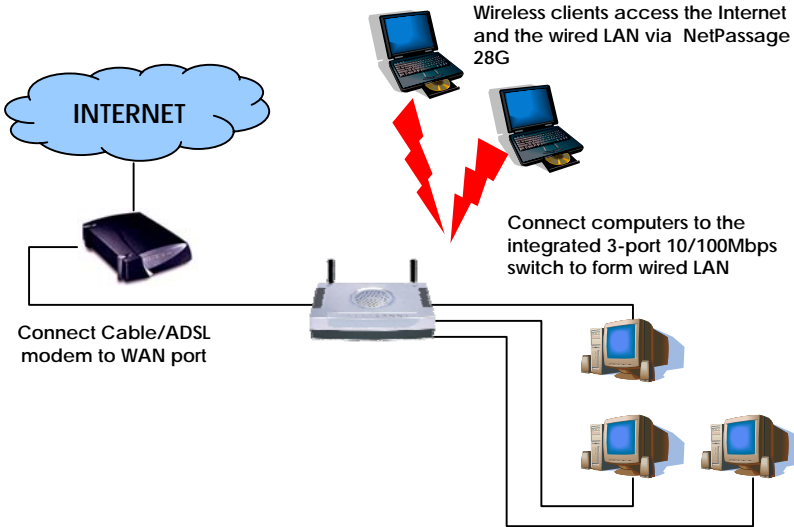 Wireless clients access the Internet
and the wired LAN via NetPassage
28G
INTERNET
Connect computers to the
integrated 3-port 10/100Mbps
switch to form wired LAN
Connect Cable/ADSL
modem to WAN port